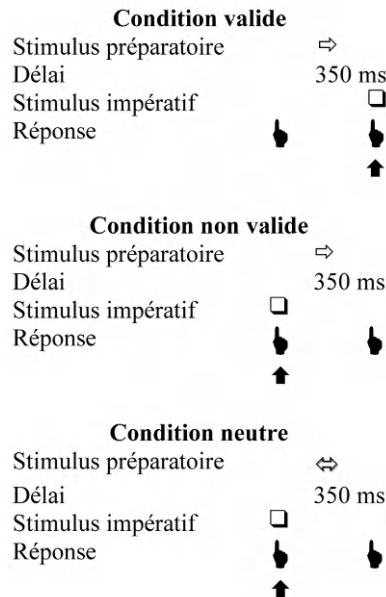 Condition valide
Stimulus préparatoire
Délai 350 ms
Stimulus impératif
Réponse
Condition non valide
Stimulus préparatoire
Délai 350 ms
Stimulus impératif
Réponse
Condition neutre
Stimulus préparatoire
Délai 350 ms
Stimulus impératif
Réponse